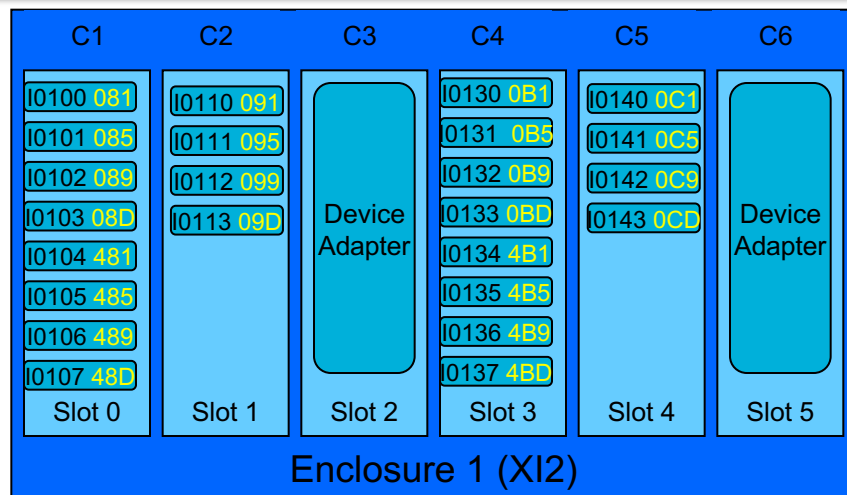 C1 C2 C3 C4 C5 C6
I0100 081
I0101 085
I0102 089
I0103 08D
I0104 481
I0105 485
I0106 489
I0107 48D
Slot 0
I0110 091
I0111 095
I0112 099
I0113 09D
Slot 1
Device
Adapter
Slot 2
I0130 0B1
I0131 0B5
I0132 0B9
I0133 0BD
I0134 4B1
I0135 4B5
I0136 4B9
I0137 4BD
Slot 3
I0140 0C1
I0141 0C5
I0142 0C9
I0143 0CD
Slot 4
Device
Adapter
Slot 5
Enclosure 1 (XI2)